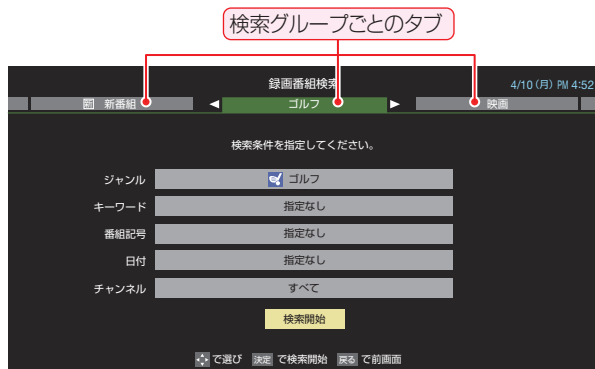 検索グループごとのタブ
録画番組検索
4/10(月) PM 4:52
新 新番組 ◀ ゴルフ ▶ 映画
検索条件を指定してください。
ジャンル ゴルフ
キーワード 指定なし
番組記号 指定なし
日付 指定なし
チャンネル すべて
検索開始
で選び 決定 で検索開始 戻る で前画面